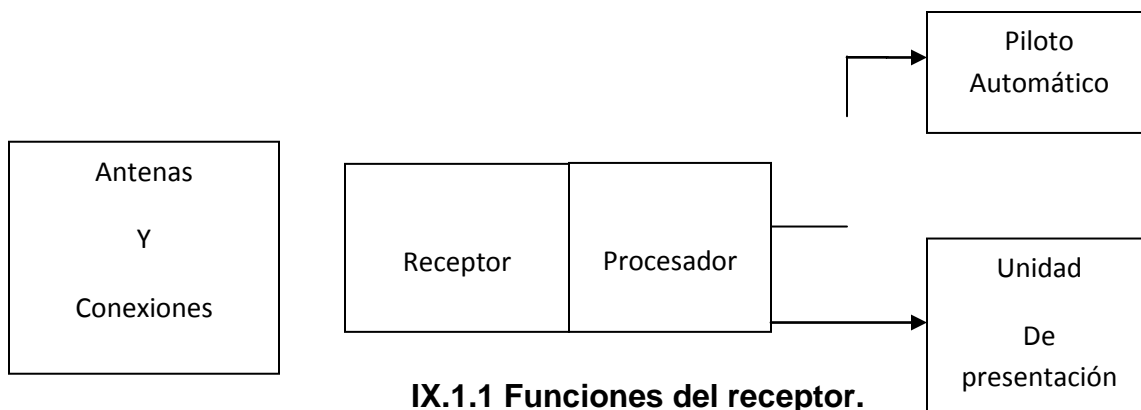 Piloto
Automático
Antenas
Y
Conexiones
Receptor
Procesador
Unidad
De
presentación
IX.1.1 Funciones del receptor.